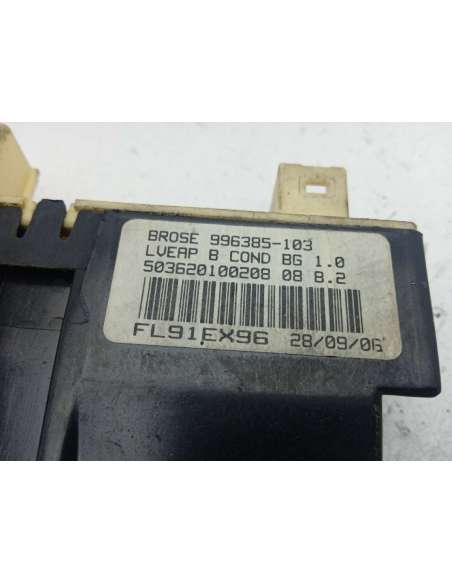 BROSE 996385-103
LVEAP B COND BG 1.0
503620100208 08 B.2
FL91EX96 28/09/06